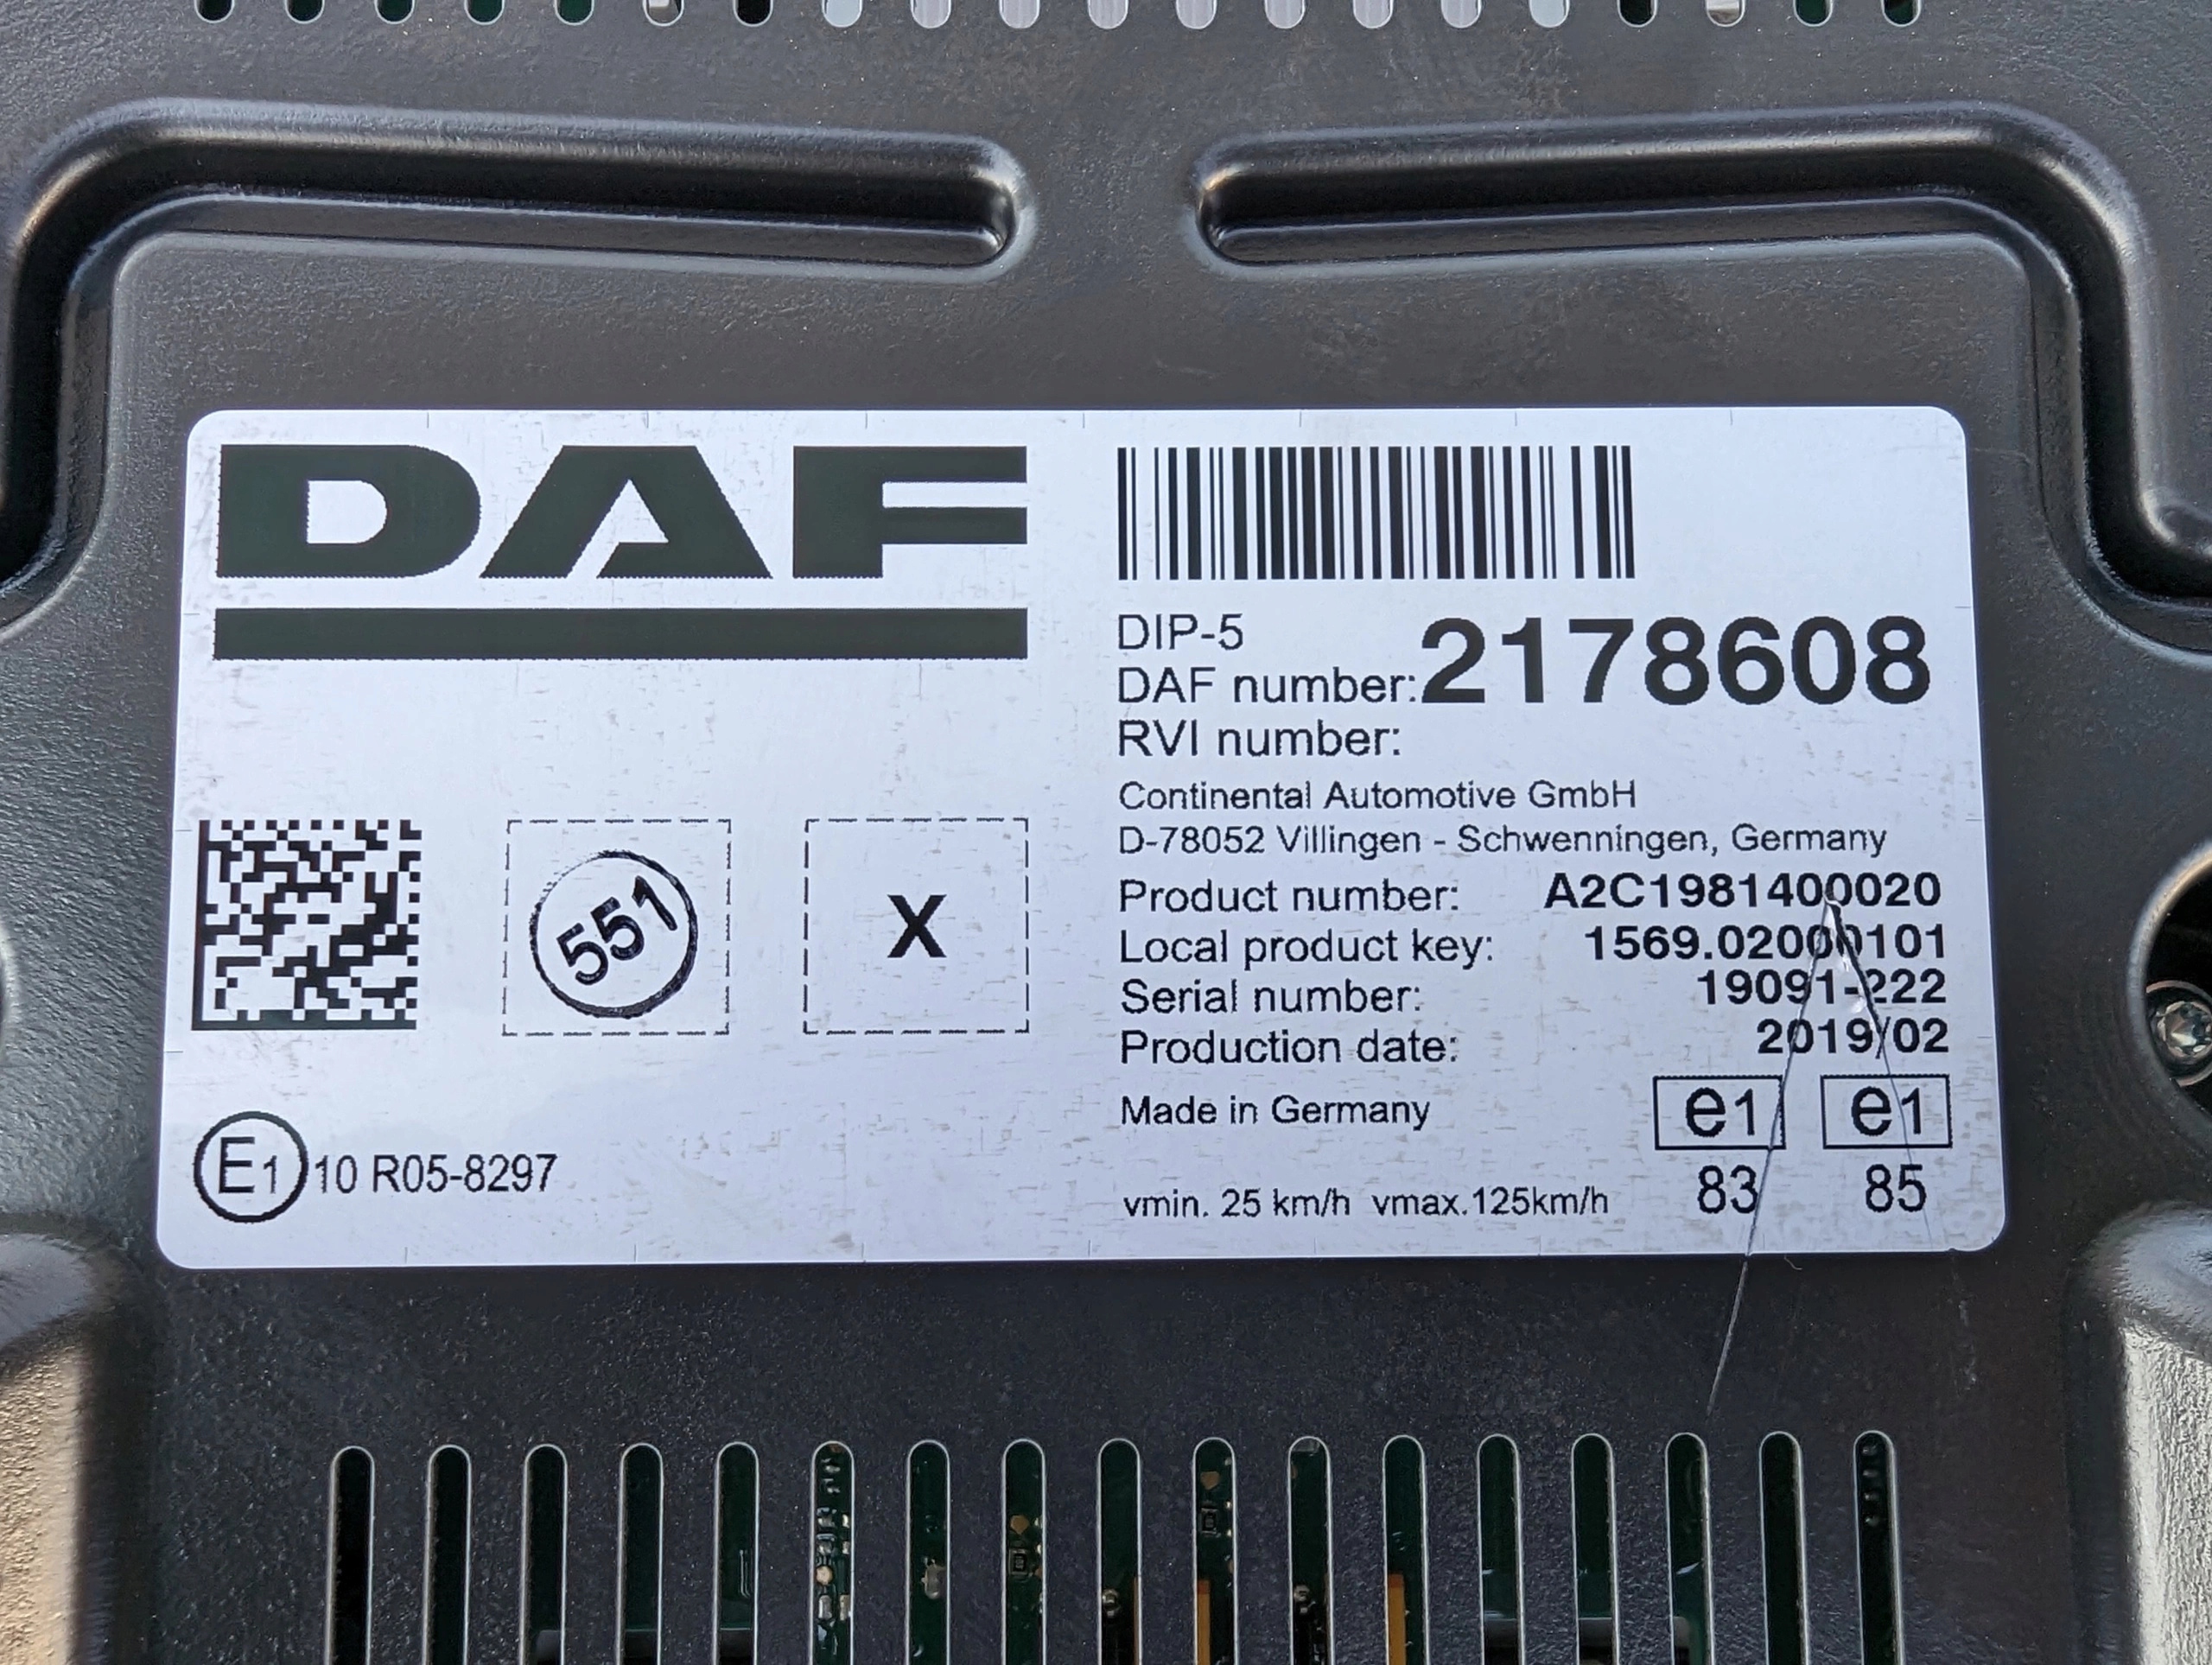 DAF
DIP-5
DAF number: 2178608
RVI number:
Continental Automotive GmbH
D-78052 Villingen - Schwenningen, Germany
Product number: A2C1981400020
Local product key: 1569.02000101
Serial number: 19091-222
Production date: 2019/02
551
X
Made in Germany
e1 e1
83 85
E1 10 R05-8297
vmin. 25 km/h vmax.125km/h